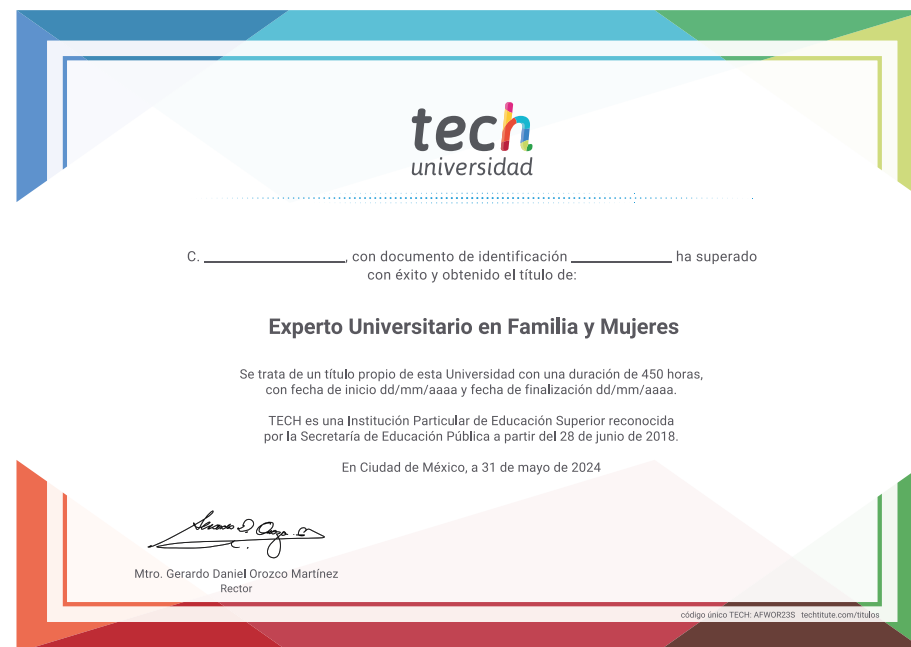 tech
universidad
C. ____________________, con documento de identificación ______________ ha superado
con éxito y obtenido el título de:
Experto Universitario en Familia y Mujeres
Se trata de un título propio de esta Universidad con una duración de 450 horas,
con fecha de inicio dd/mm/aaaa y fecha de finalización dd/mm/aaaa.
TECH es una Institución Particular de Educación Superior reconocida
por la Secretaría de Educación Pública a partir del 28 de junio de 2018.
En Ciudad de México, a 31 de mayo de 2024
Mtro. Gerardo Daniel Orozco Martínez
Rector
código único TECH: AFWOR23S techtitute.com/titulos